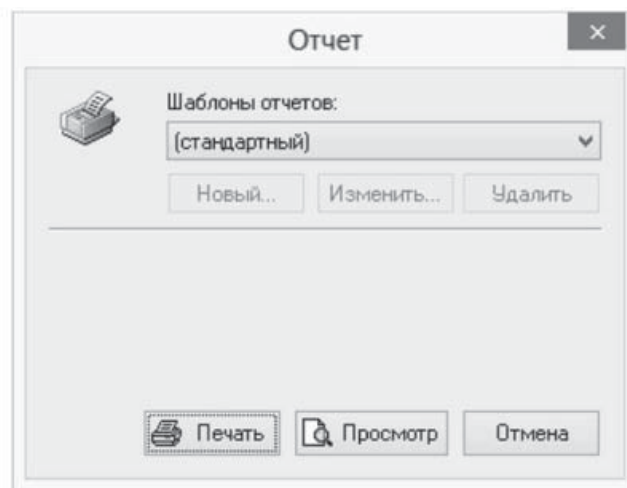 Отчет
Шаблоны отчетов:
(стандартный)
Новый... Изменить... Удалить
Печать Просмотр Отмена